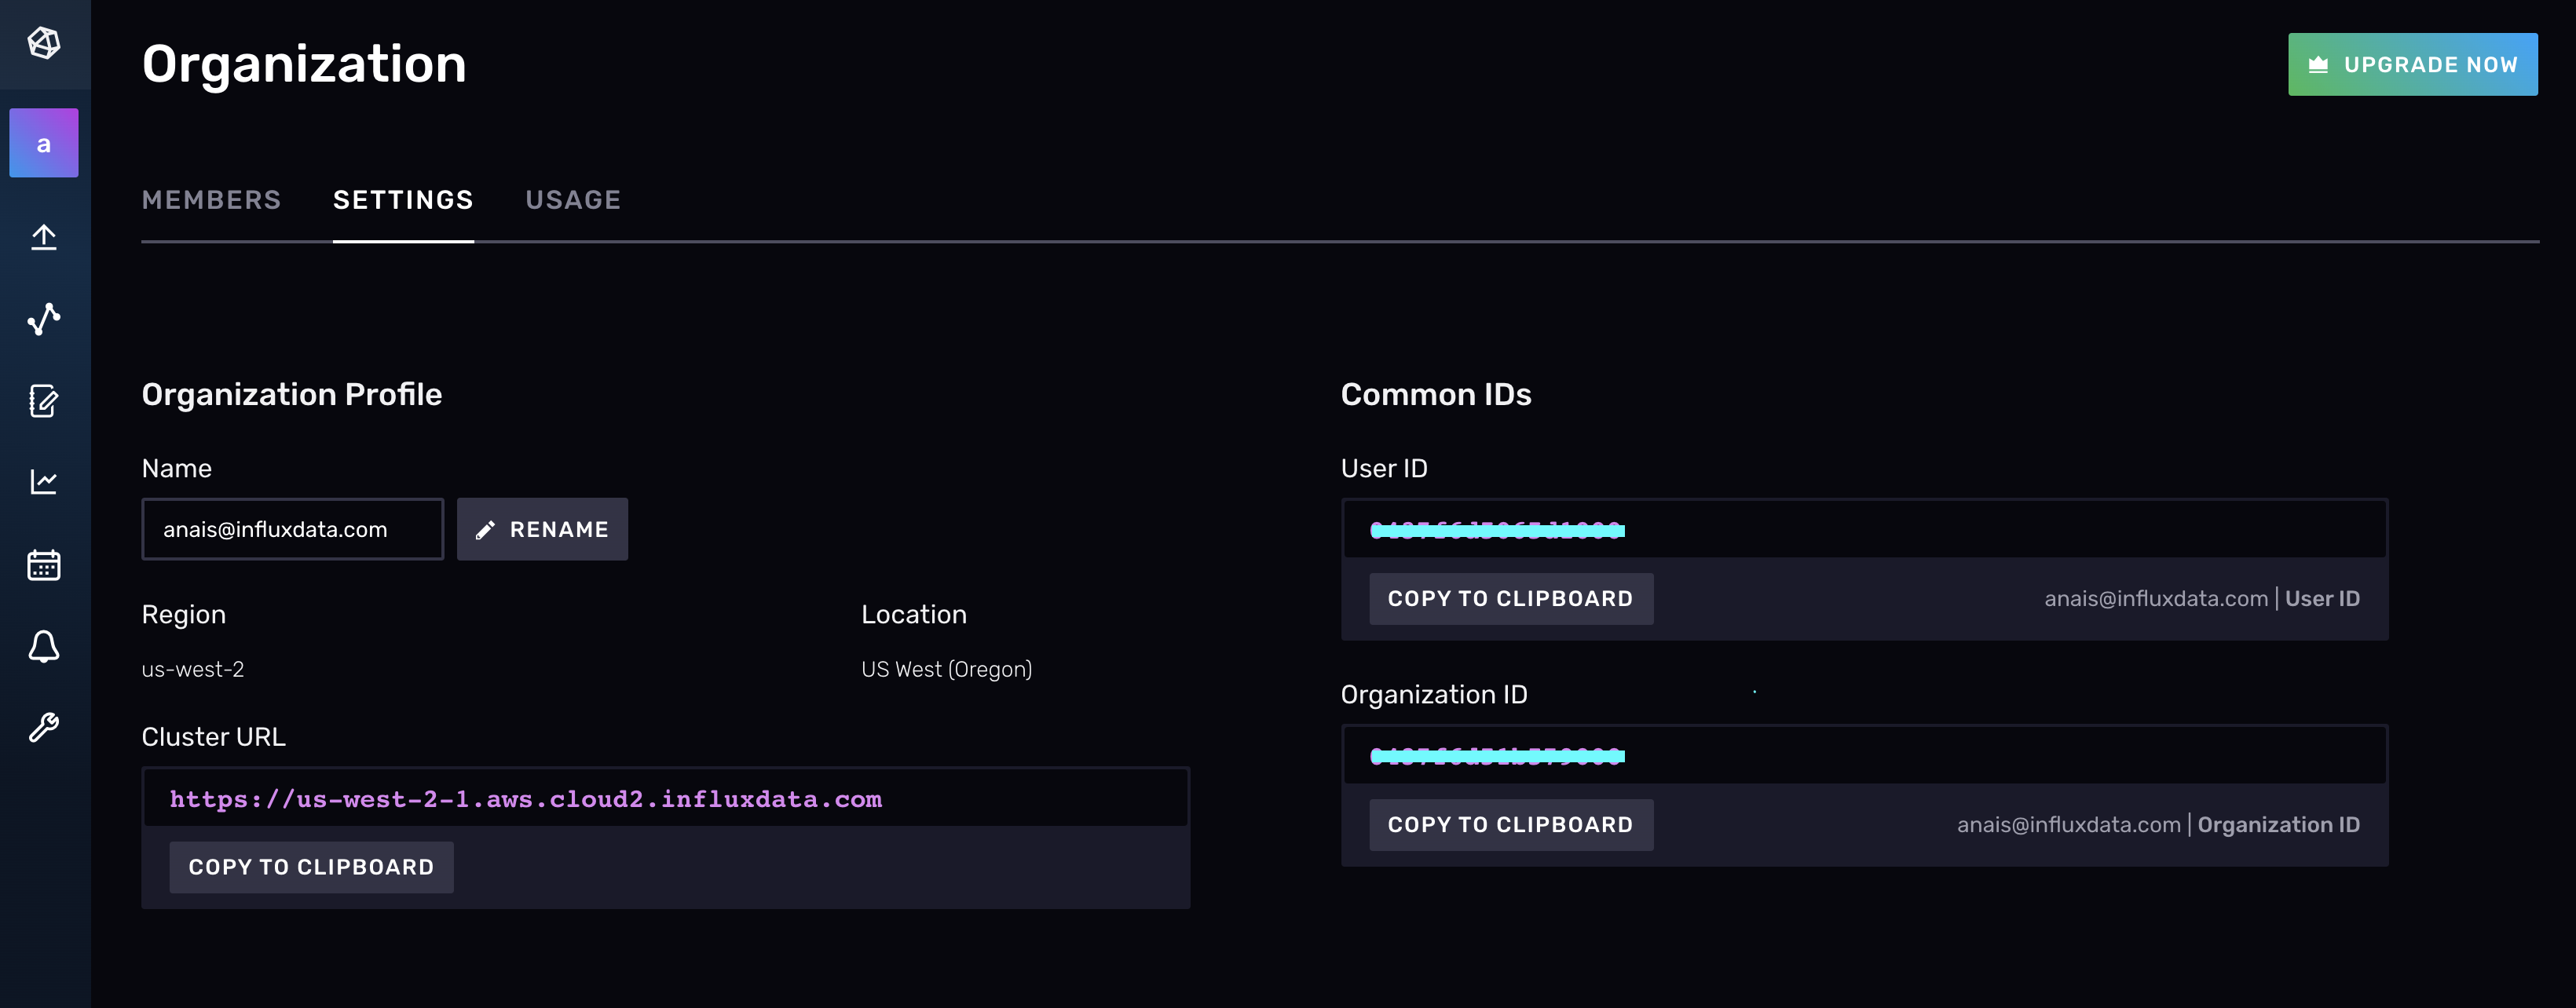 Organization
UPGRADE NOW
a
MEMBERS SETTINGS USAGE
Organization Profile
Name
anais@influxdata.com RENAME
Region Location
us-west-2 US West (Oregon)
Cluster URL
https://us-west-2-1.aws.cloud2.influxdata.com
COPY TO CLIPBOARD
Common IDs
User ID
COPY TO CLIPBOARD anais@influxdata.com | User ID
Organization ID
COPY TO CLIPBOARD anais@influxdata.com | Organization ID